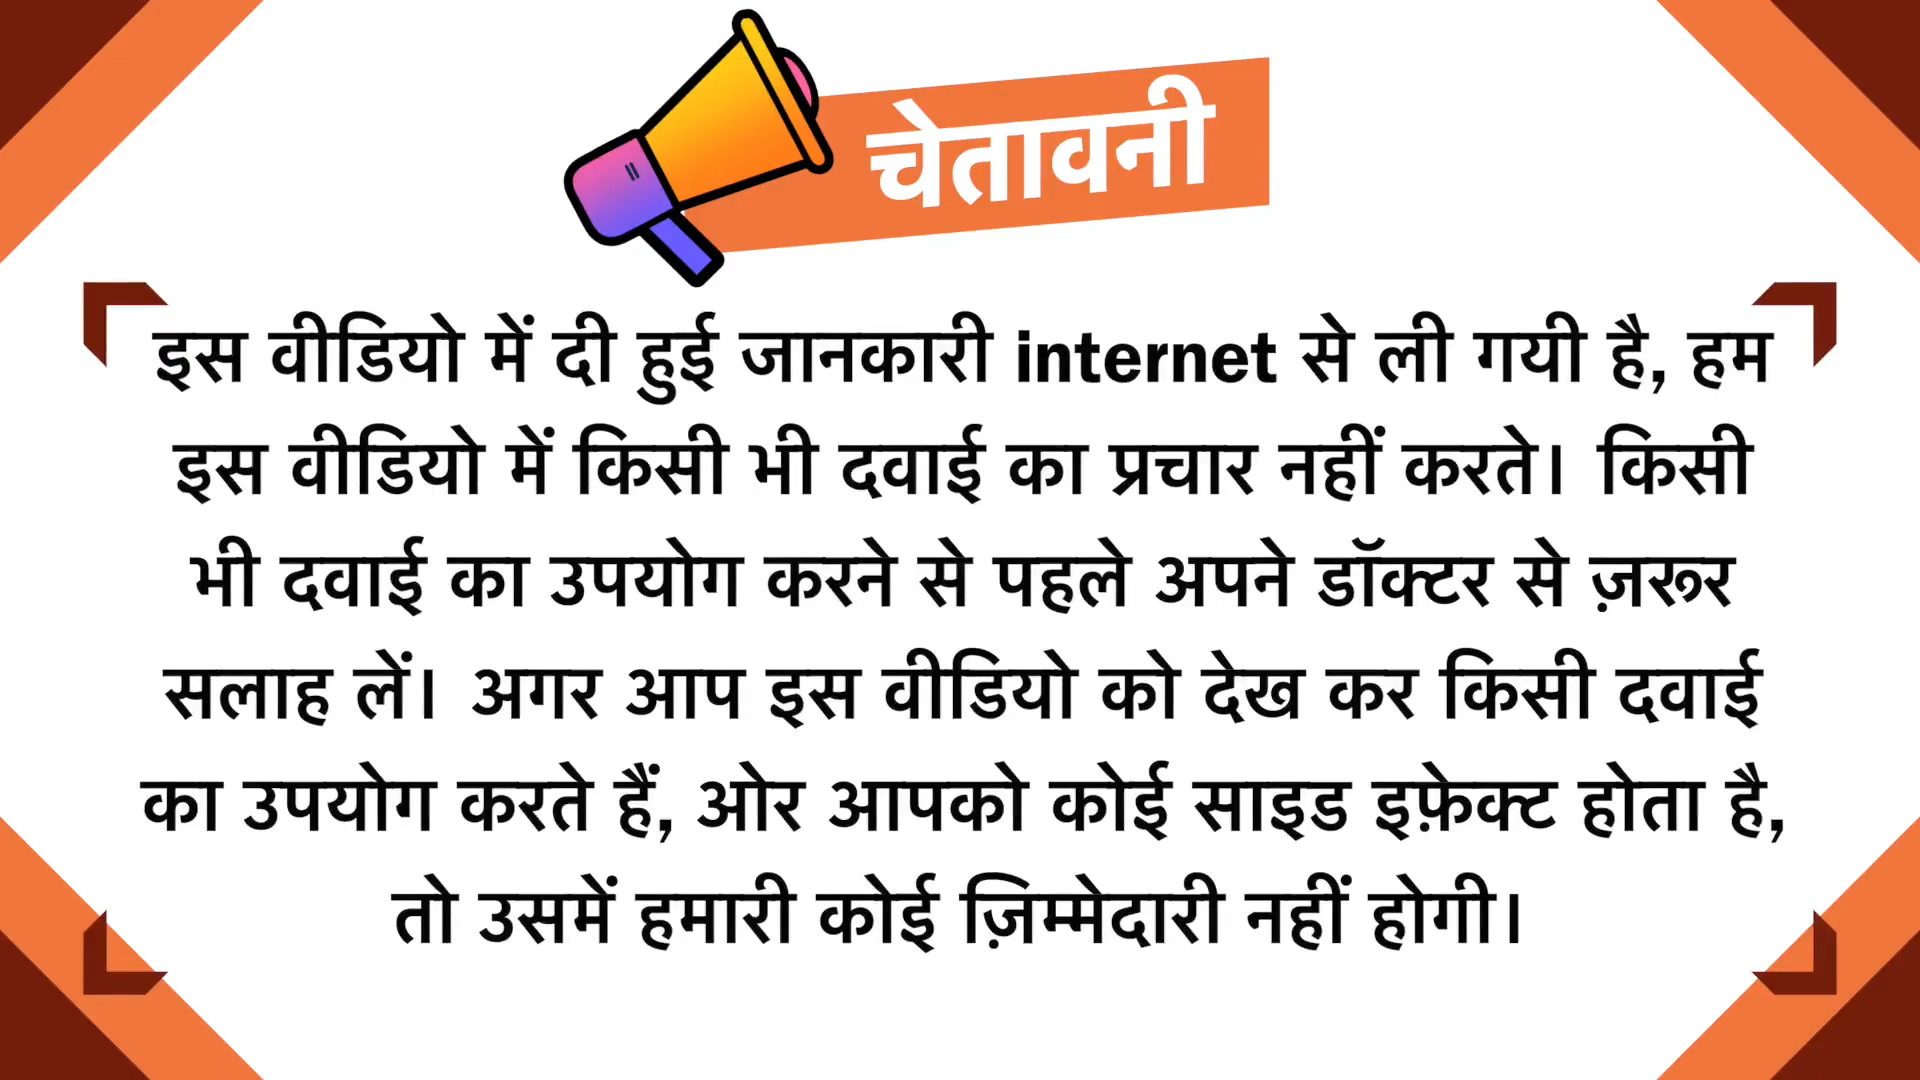 चेतावनी
इस वीडियो में दी हुई जानकारी internet से ली गयी है, हम
इस वीडियो में किसी भी दवाई का प्रचार नहीं करते। किसी
भी दवाई का उपयोग करने से पहले अपने डॉक्टर से ज़रूर
सलाह लें। अगर आप इस वीडियो को देख कर किसी दवाई
का उपयोग करते हैं, ओर आपको कोई साइड इफ़ेक्ट होता है,
तो उसमें हमारी कोई ज़िम्मेदारी नहीं होगी।